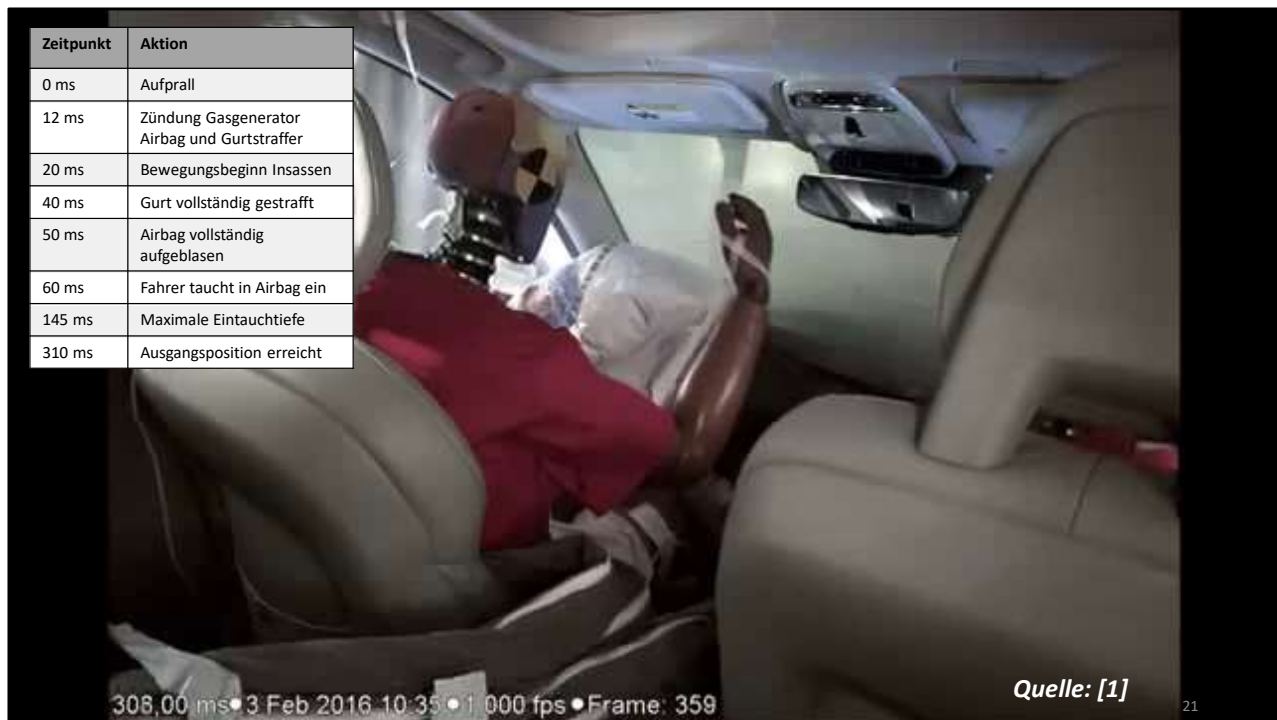 Zeitpunkt Aktion
0 ms Aufprall
12 ms Zündung Gasgenerator
Airbag und Gurtstraffer
20 ms Bewegungsbeginn Insassen
40 ms Gurt vollständig gestrafft
50 ms Airbag vollständig
aufgeblasen
60 ms Fahrer taucht in Airbag ein
145 ms Maximale Eintauchtiefe
310 ms Ausgangsposition erreicht
308,00 ms●3 Feb 2016 10:35●1 000 fps●Frame: 359
Quelle: [1]
21